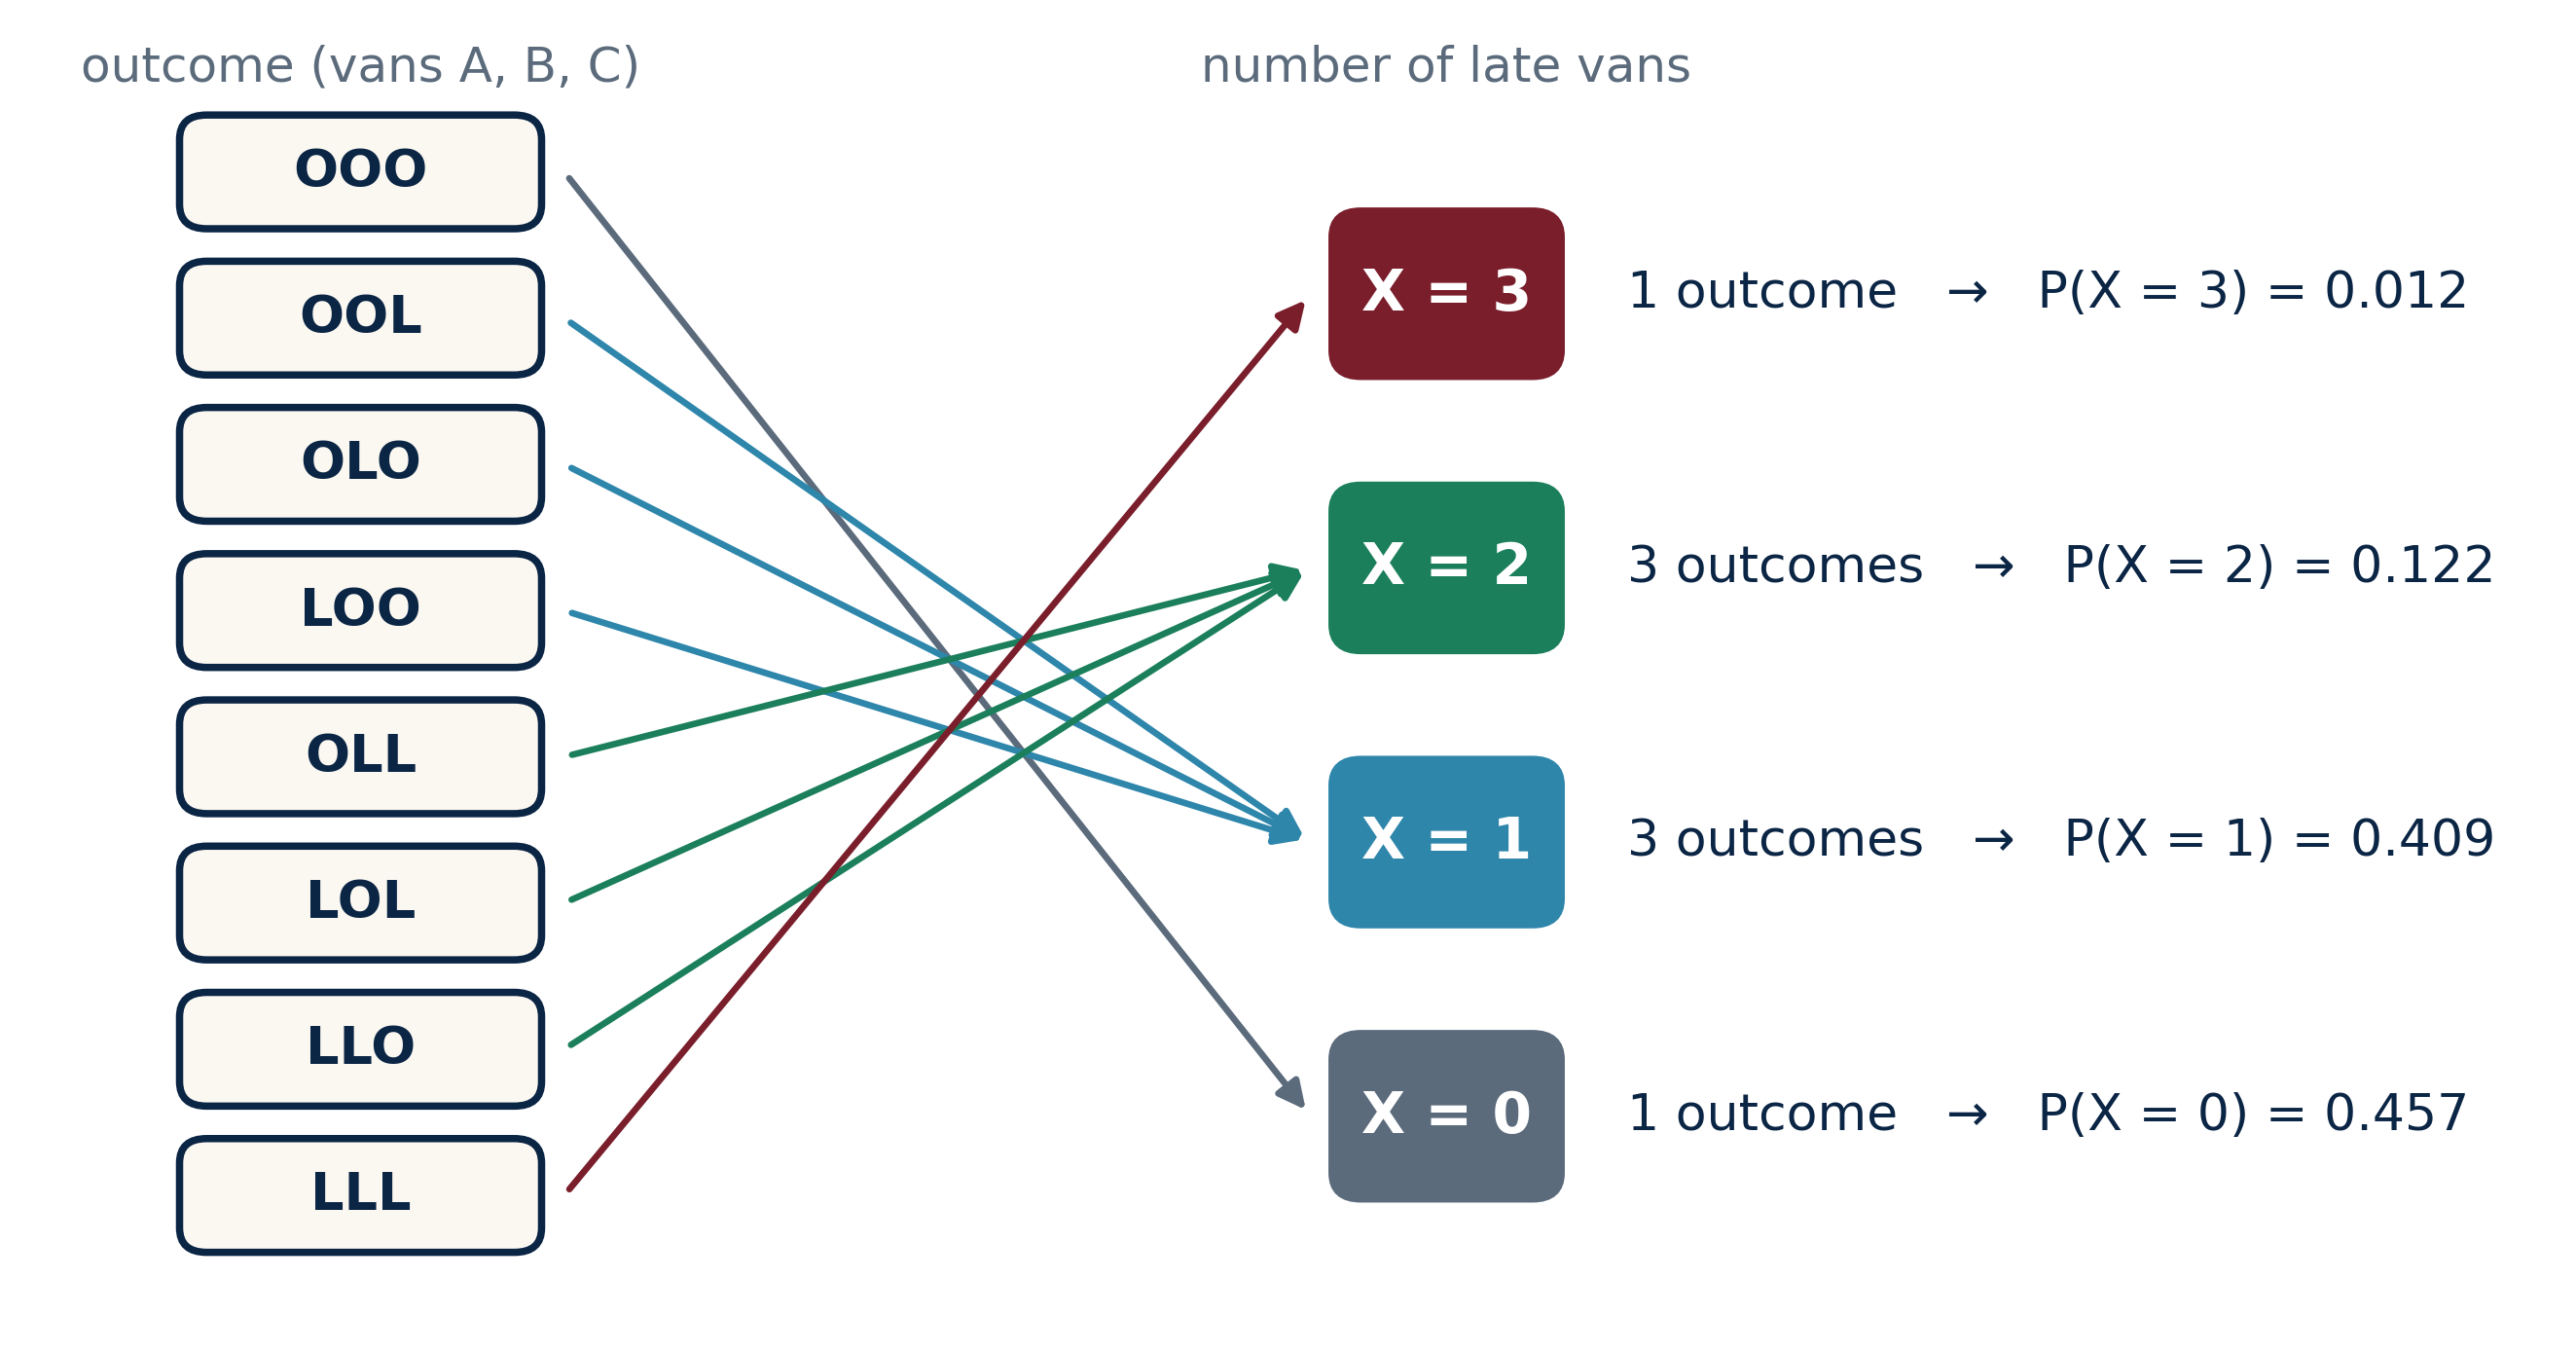 outcome (vans A, B, C)
number of late vans
OOO
OOL
OLO
LOO
OLL
LOL
LLO
LLL
X = 3
1 outcome → P(X = 3) = 0.012
X = 2
3 outcomes → P(X = 2) = 0.122
X = 1
3 outcomes → P(X = 1) = 0.409
X = 0
1 outcome → P(X = 0) = 0.457